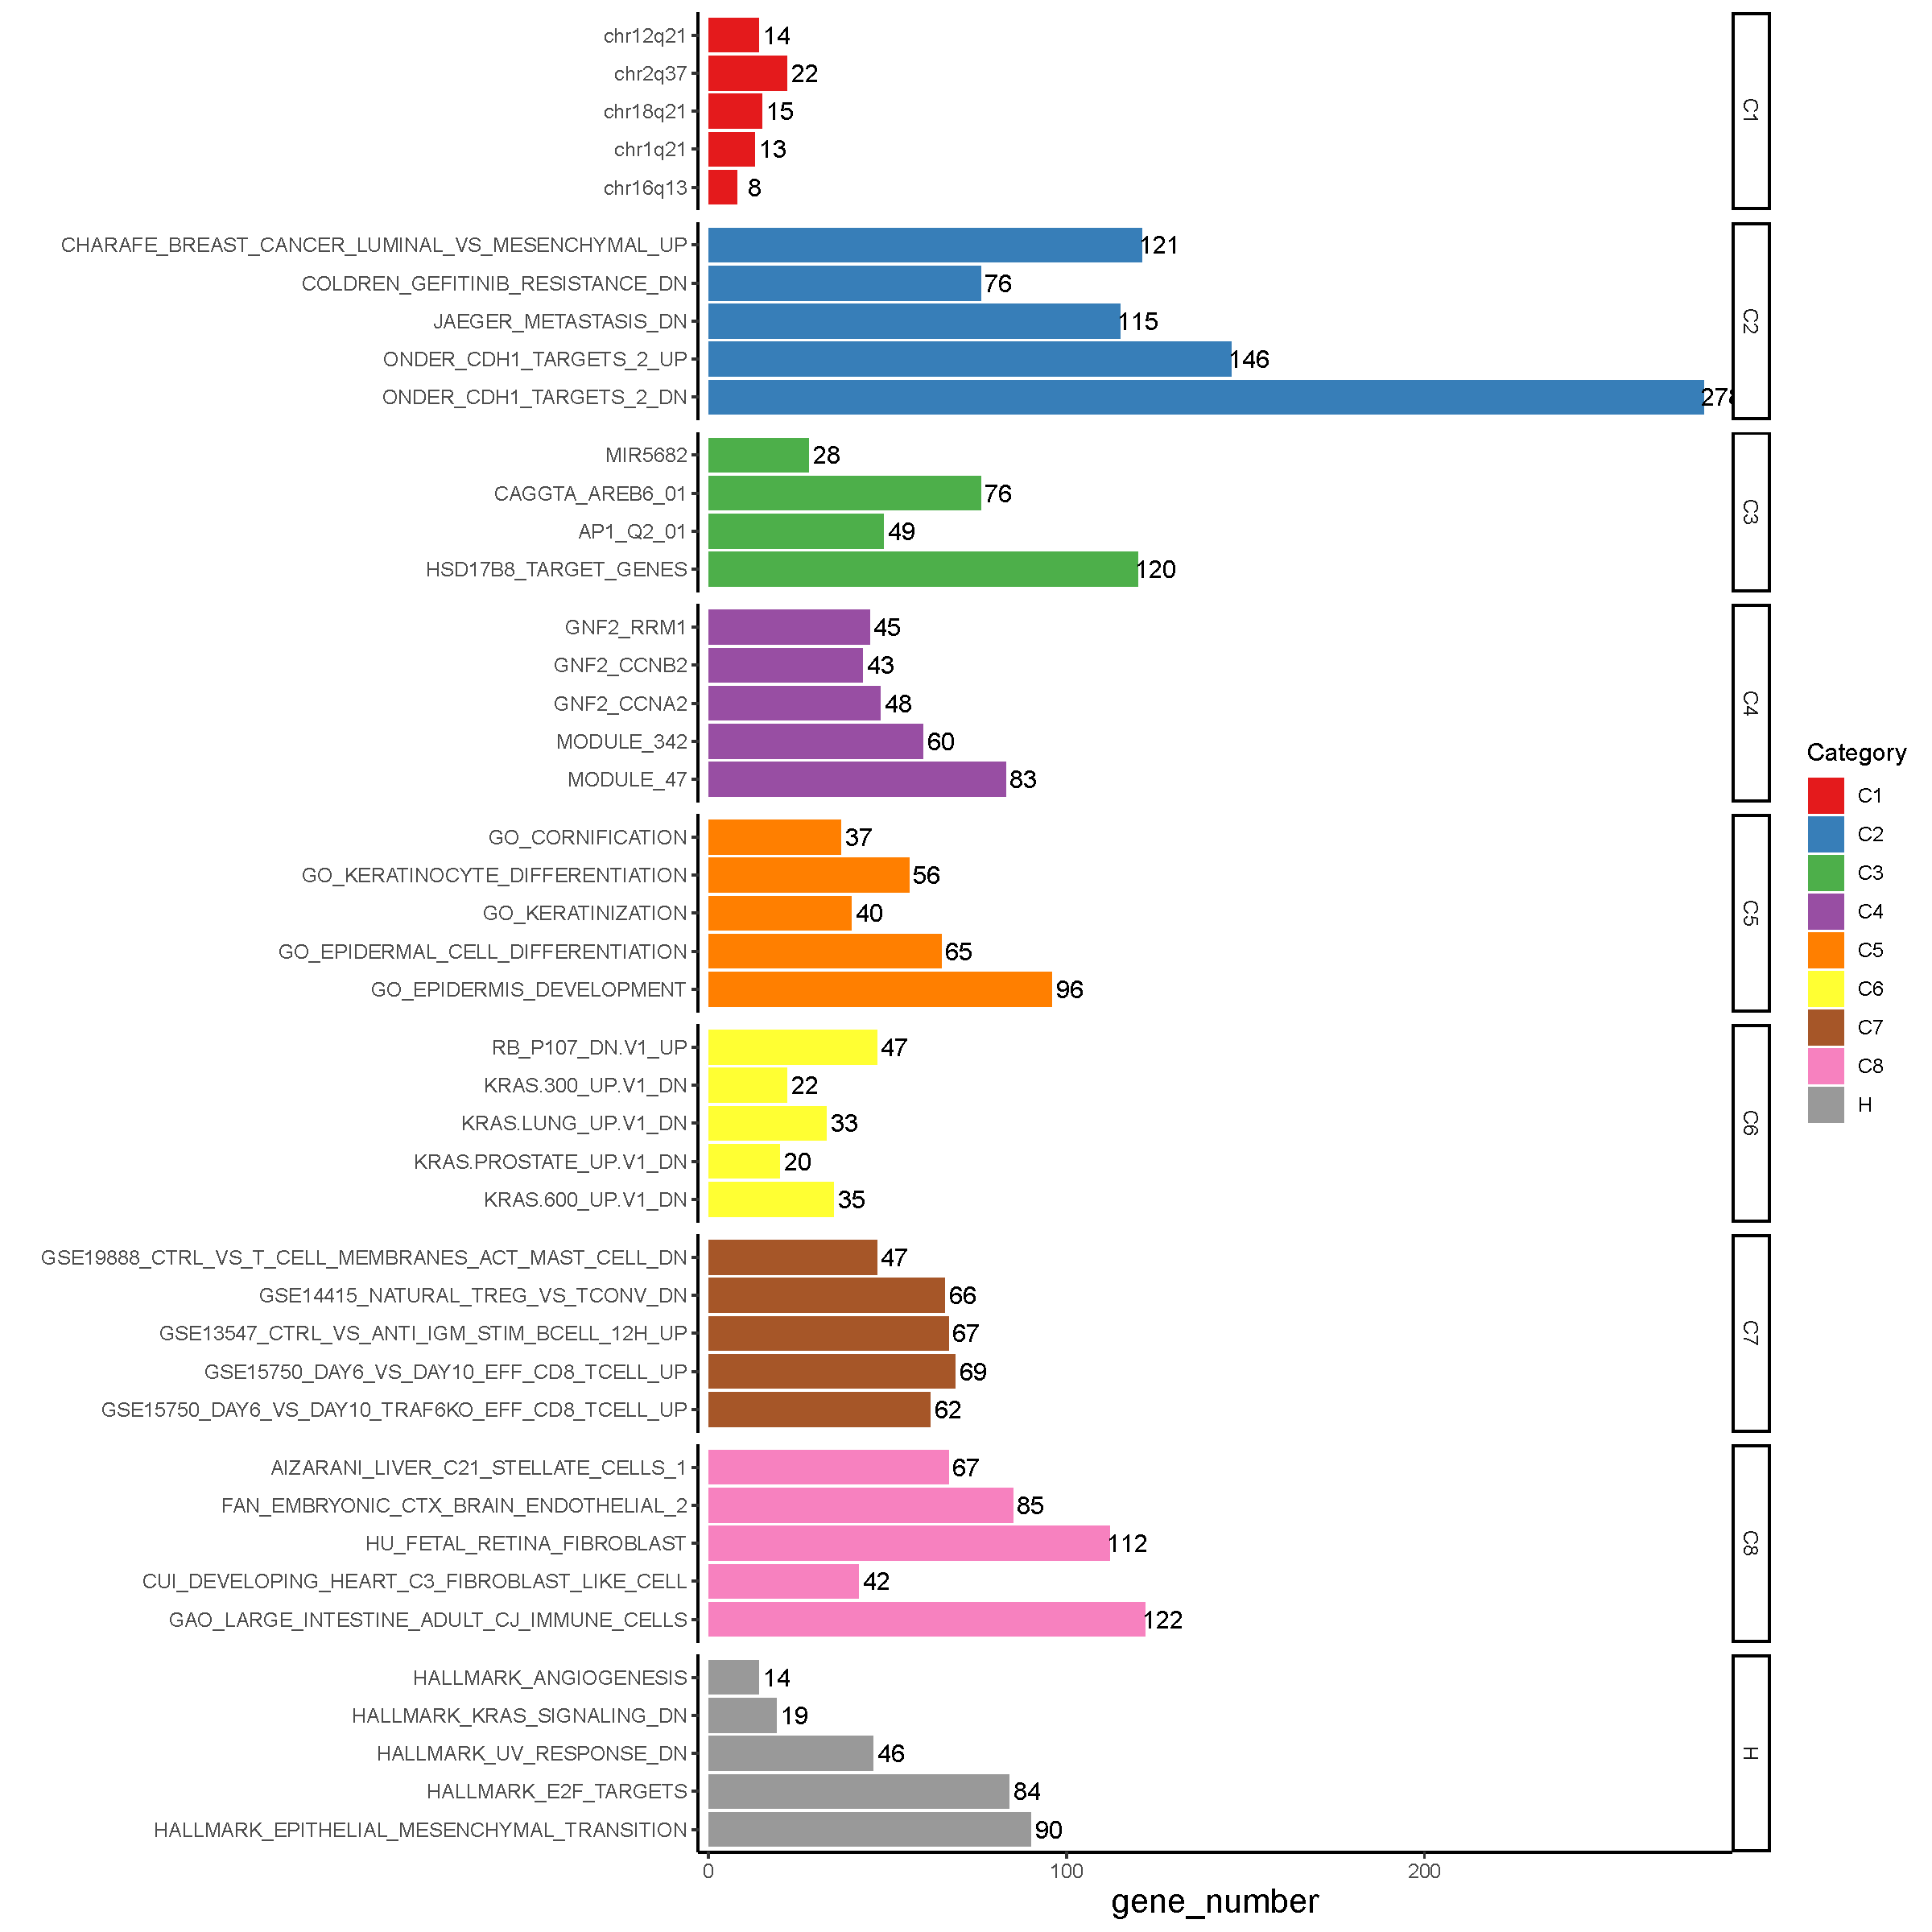 chr12q21 14
chr2q37 22
chr18q21 15
chr1q21 13
chr16q13 8
C1
CHARAFE_BREAST_CANCER_LUMINAL_VS_MESENCHYMAL_UP 121
COLDREN_GEFITINIB_RESISTANCE_DN 76
JAEGER_METASTASIS_DN 115
ONDER_CDH1_TARGETS_2_UP 146
ONDER_CDH1_TARGETS_2_DN 278
C2
MIR5682 28
CAGGTA_AREB6_01 76
AP1_Q2_01 49
HSD17B8_TARGET_GENES 120
C3
GNF2_RRM1 45
GNF2_CCNB2 43
GNF2_CCNA2 48
MODULE_342 60
MODULE_47 83
C4
GO_CORNIFICATION 37
GO_KERATINOCYTE_DIFFERENTIATION 56
GO_KERATINIZATION 40
GO_EPIDERMAL_CELL_DIFFERENTIATION 65
GO_EPIDERMIS_DEVELOPMENT 96
C5
RB_P107_DN.V1_UP 47
KRAS.300_UP.V1_DN 22
KRAS.LUNG_UP.V1_DN 33
KRAS.PROSTATE_UP.V1_DN 20
KRAS.600_UP.V1_DN 35
C6
GSE19888_CTRL_VS_T_CELL_MEMBRANES_ACT_MAST_CELL_DN 47
GSE14415_NATURAL_TREG_VS_TCONV_DN 66
GSE13547_CTRL_VS_ANTI_IGM_STIM_BCELL_12H_UP 67
GSE15750_DAY6_VS_DAY10_EFF_CD8_TCELL_UP 69
GSE15750_DAY6_VS_DAY10_TRAF6KO_EFF_CD8_TCELL_UP 62
C7
AIZARANI_LIVER_C21_STELLATE_CELLS_1 67
FAN_EMBRYONIC_CTX_BRAIN_ENDOTHELIAL_2 85
HU_FETAL_RETINA_FIBROBLAST 112
CUI_DEVELOPING_HEART_C3_FIBROBLAST_LIKE_CELL 42
GAO_LARGE_INTESTINE_ADULT_CJ_IMMUNE_CELLS 122
C8
HALLMARK_ANGIOGENESIS 14
HALLMARK_KRAS_SIGNALING_DN 19
HALLMARK_UV_RESPONSE_DN 46
HALLMARK_E2F_TARGETS 84
HALLMARK_EPITHELIAL_MESENCHYMAL_TRANSITION 90
H
0 100 200
gene_number
Category
C1
C2
C3
C4
C5
C6
C7
C8
H